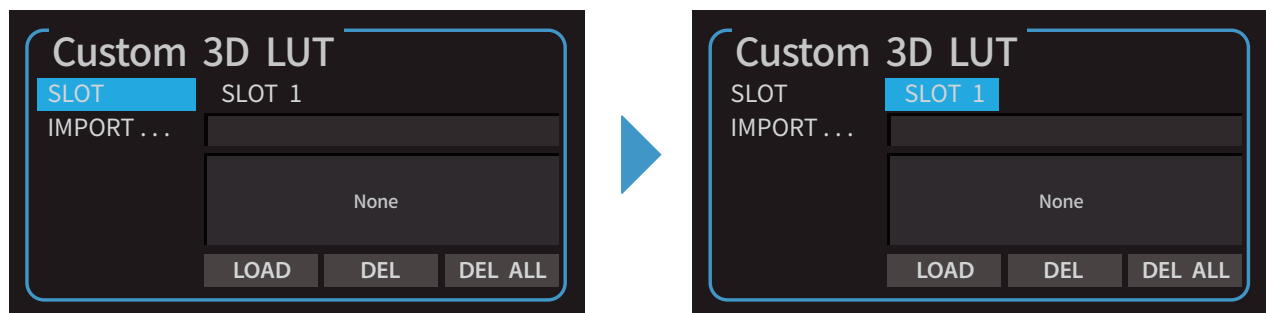 Custom 3D LUT
SLOT SLOT 1
IMPORT...
None
LOAD DEL DEL ALL
Custom 3D LUT
SLOT SLOT 1
IMPORT...
None
LOAD DEL DEL ALL